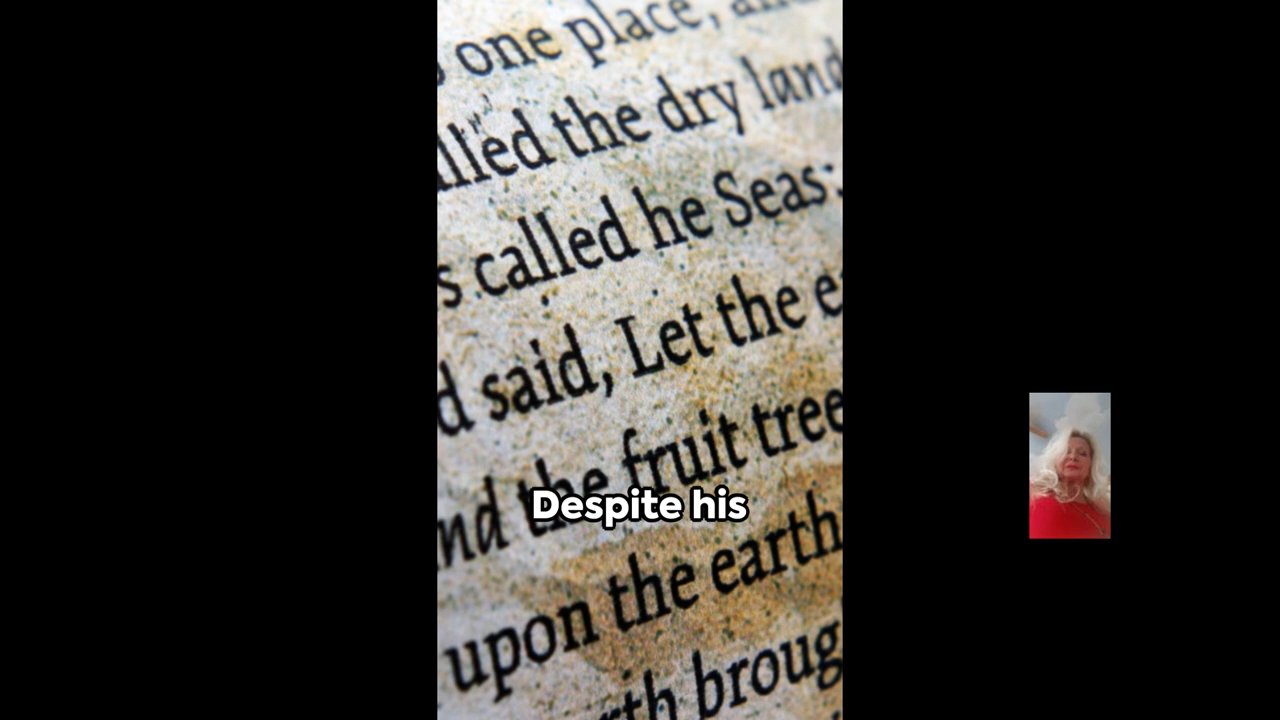 one place, and
lled the dry land
s called he Seas:
d said, Let the e
nd the fruit tree
Despite his
upon the earth
rth broug